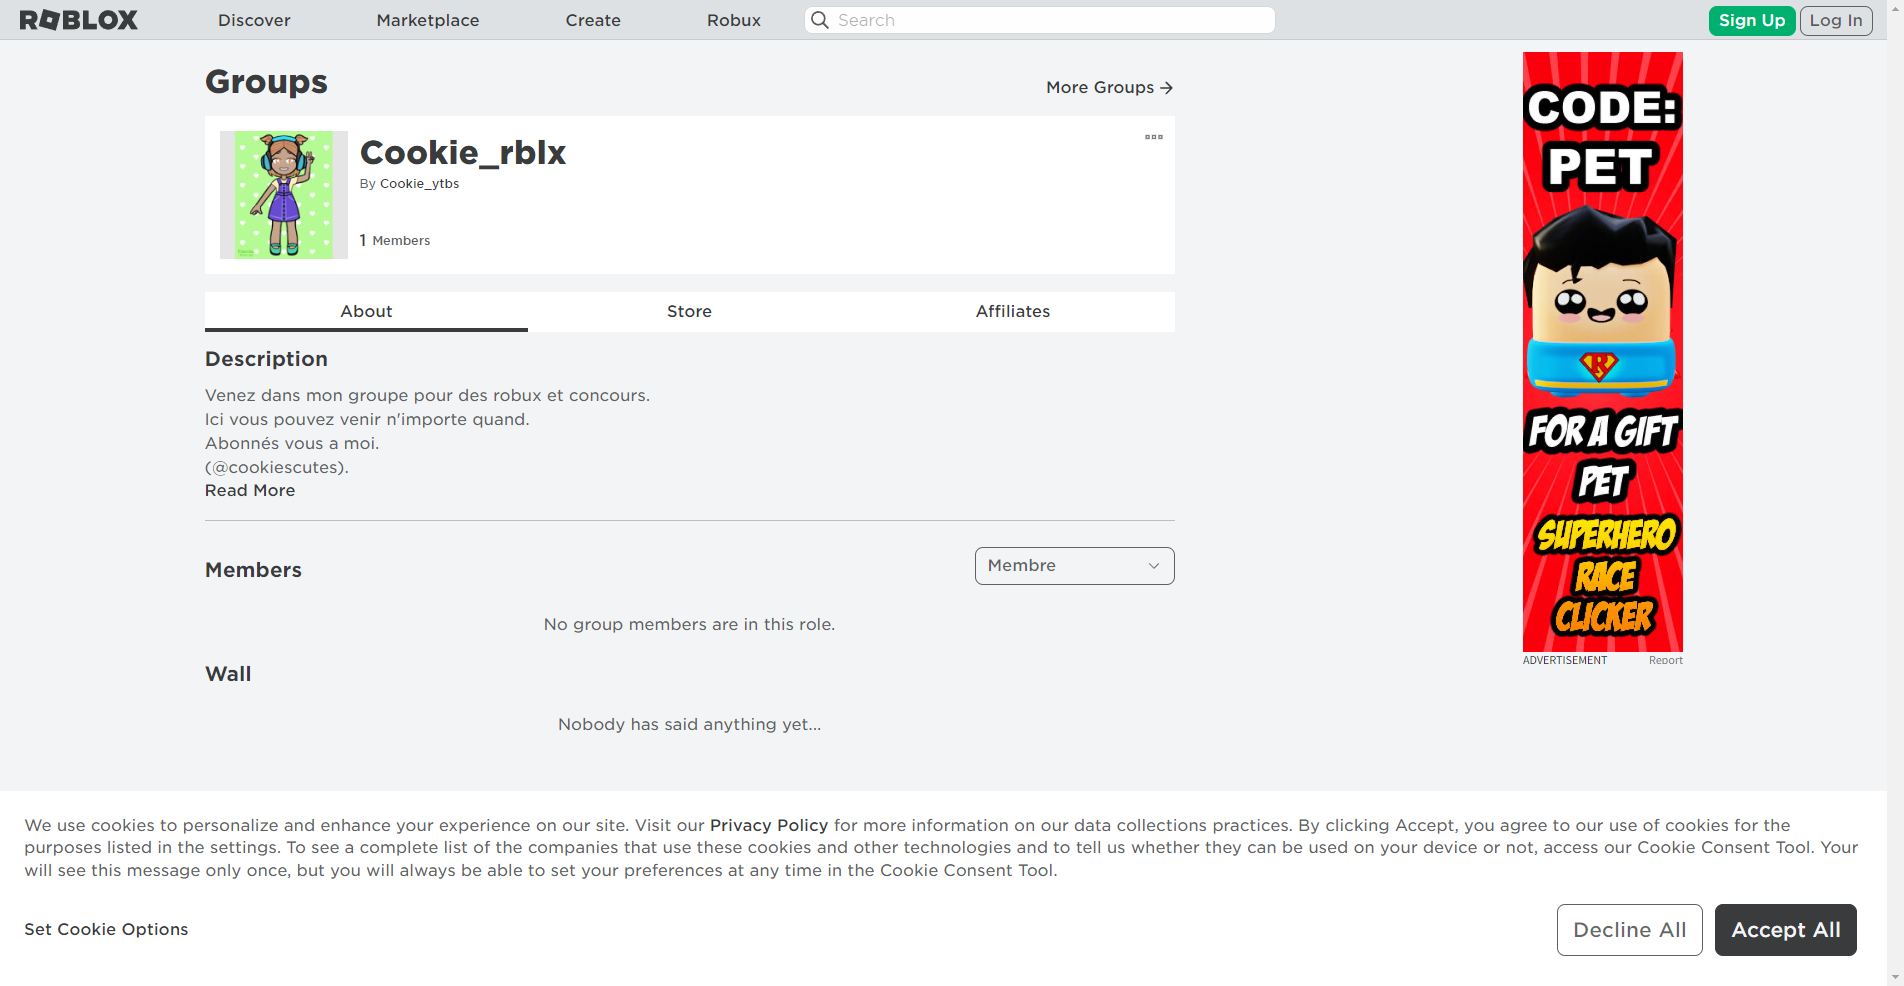 ROBLOX
Discover
Marketplace
Create
Robux
Search
Sign Up
Log In
Groups
More Groups
Cookie_rblx
By Cookie_ytbs
1 Members
About
Store
Affiliates
Description
Venez dans mon groupe pour des robux et concours.
Ici vous pouvez venir n'importe quand.
Abonnés vous a moi.
(@cookiescutes).
Read More
Members
Membre
No group members are in this role.
Wall
Nobody has said anything yet...
CODE:
PET
R
FOR A GIFT
PET
SUPERHERO
RACE
CLICKER
ADVERTISEMENT
Report
We use cookies to personalize and enhance your experience on our site. Visit our Privacy Policy for more information on our data collections practices. By clicking Accept, you agree to our use of cookies for the
purposes listed in the settings. To see a complete list of the companies that use these cookies and other technologies and to tell us whether they can be used on your device or not, access our Cookie Consent Tool. Your
will see this message only once, but you will always be able to set your preferences at any time in the Cookie Consent Tool.
Set Cookie Options
Decline All
Accept All